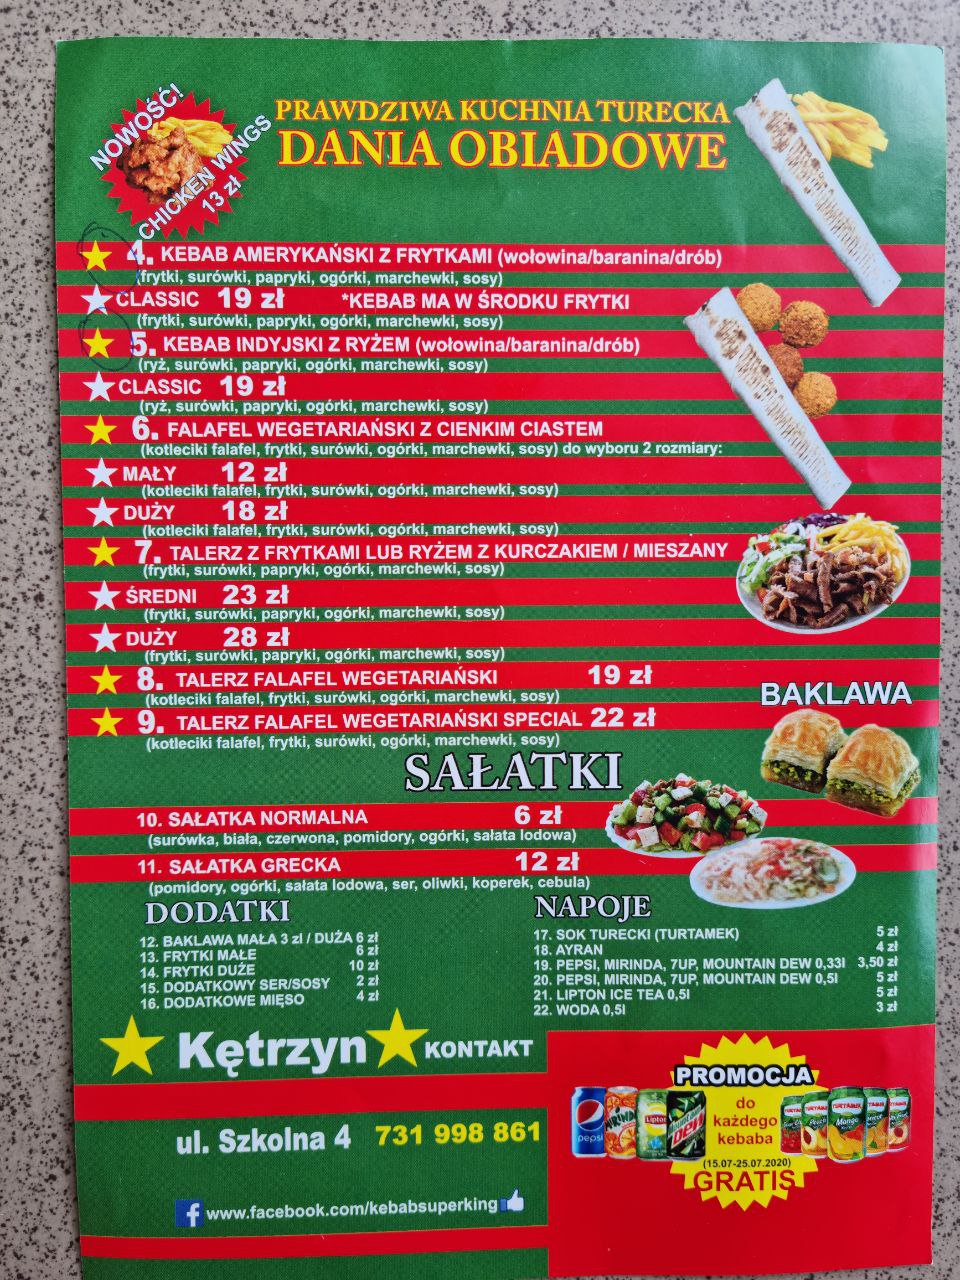 NOWOŚĆ!
CHICKEN WINGS
13 zł
PRAWDZIWA KUCHNIA TURECKA
DANIA OBIADOWE
4. KEBAB AMERYKAŃSKI Z FRYTKAMI (wołowina/baranina/drób)
(frytki, surówki, papryki, ogórki, marchewki, sosy)
CLASSIC 19 zł *KEBAB MA W ŚRODKU FRYTKI
(frytki, surówki, papryki, ogórki, marchewki, sosy)
5. KEBAB INDYJSKI Z RYŻEM (wołowina/baranina/drób)
(ryż, surówki, papryki, ogórki, marchewki, sosy)
CLASSIC 19 zł
(ryż, surówki, papryki, ogórki, marchewki, sosy)
6. FALAFEL WEGETARIAŃSKI Z CIENKIM CIASTEM
(kotleciki falafel, frytki, surówki, ogórki, marchewki, sosy) do wyboru 2 rozmiary:
MAŁY 12 zł
(kotleciki falafel, frytki, surówki, ogórki, marchewki, sosy)
DUŻY 18 zł
(kotleciki falafel, frytki, surówki, ogórki, marchewki, sosy)
7. TALERZ Z FRYTKAMI LUB RYŻEM Z KURCZAKIEM / MIESZANY
(frytki, surówki, papryki, ogórki, marchewki, sosy)
ŚREDNI 23 zł
(frytki, surówki, papryki, ogórki, marchewki, sosy)
DUŻY 28 zł
(frytki, surówki, papryki, ogórki, marchewki, sosy)
8. TALERZ FALAFEL WEGETARIAŃSKI 19 zł
(kotleciki falafel, frytki, surówki, ogórki, marchewki, sosy)
9. TALERZ FALAFEL WEGETARIAŃSKI SPECIAL 22 zł
(kotleciki falafel, frytki, surówki, ogórki, marchewki, sosy)
BAKLAWA
SAŁATKI
10. SAŁATKA NORMALNA 6 zł
(surówka, biała, czerwona, pomidory, ogórki, sałata lodowa)
11. SAŁATKA GRECKA 12 zł
(pomidory, ogórki, sałata lodowa, ser, oliwki, koperek, cebula)
DODATKI
12. BAKLAWA MAŁA 3 zl / DUŻA 6 zł
13. FRYTKI MAŁE 6 zł
14. FRYTKI DUŻE 10 zł
15. DODATKOWY SER/SOSY 2 zł
16. DODATKOWE MIĘSO 4 zł
NAPOJE
17. SOK TURECKI (TURTAMEK) 5 zł
18. AYRAN 4 zł
19. PEPSI, MIRINDA, 7UP, MOUNTAIN DEW 0,33l 3,50 zł
20. PEPSI, MIRINDA, 7UP, MOUNTAIN DEW 0,5l 5 zł
21. LIPTON ICE TEA 0,5l 5 zł
22. WODA 0,5l 3 zł
Kętrzyn KONTAKT
ul. Szkolna 4 731 998 861
www.facebook.com/kebabsuperking
PROMOCJA
do
każdego
kebaba
(15.07-25.07.2020)
GRATIS
pepsi
Lipton
DEW
TURTAMEK
Mango